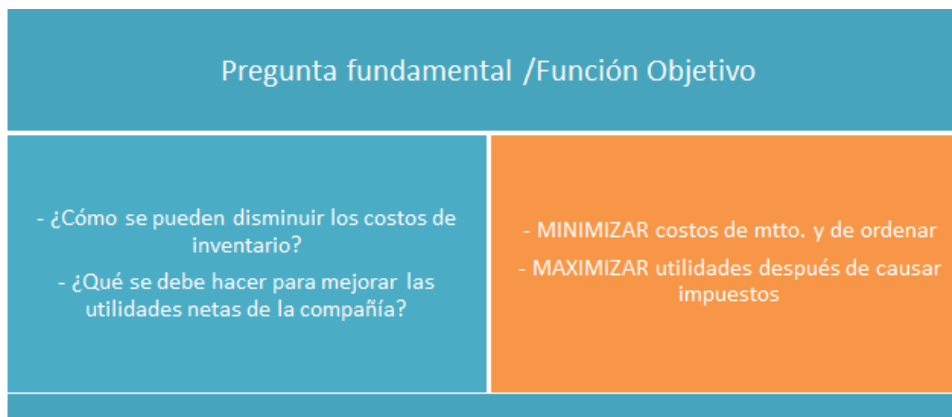 Pregunta fundamental /Función Objetivo
- ¿Cómo se pueden disminuir los costos de
inventario?
- ¿Qué se debe hacer para mejorar las
utilidades netas de la compañía?
- MINIMIZAR costos de mtto. y de ordenar
- MAXIMIZAR utilidades después de causar
impuestos